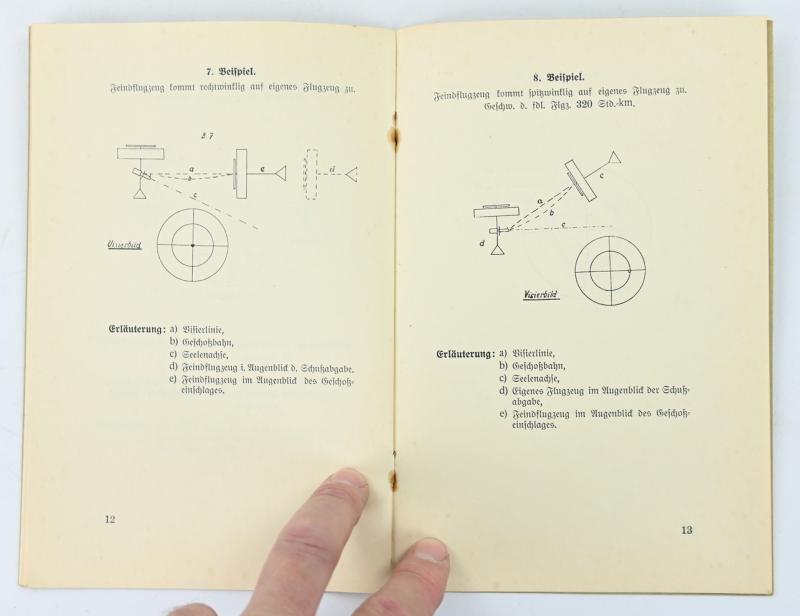 7. Beispiel.
Feindflugzeug kommt rechtwinklig auf eigenes Flugzeug zu.
B. 7
a
b
c
e
d
Visierbild
Erläuterung: a) Visierlinie,
b) Geschoßbahn,
c) Seelenachse,
d) Feindflugzeug i. Augenblick d. Schußabgabe.
e) Feindflugzeug im Augenblick des Geschoß-
einschlages.
12
8. Beispiel.
Feindflugzeug kommt spitzwinklig auf eigenes Flugzeug zu.
Geschw. d. fdl. Flgz. 320 Std.-km.
e
a
b
c
d
Visierbild
Erläuterung: a) Visierlinie,
b) Geschoßbahn,
c) Seelenachse,
d) Eigenes Flugzeug im Augenblick der Schuß-
abgabe,
e) Feindflugzeug im Augenblick des Geschoß-
einschlages.
13